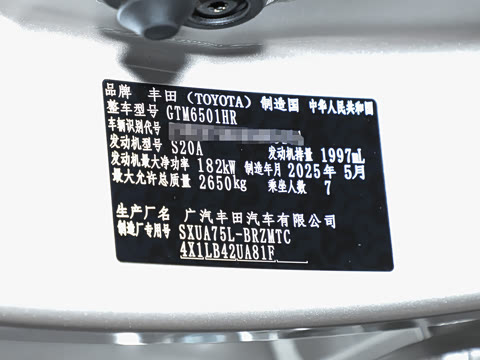 品牌 丰田（TOYOTA） 制造国 中华人民共和国
整车型号 GTM6501HR
车辆识别代号
发动机型号 S20A 发动机排量 1997mL
发动机最大净功率 182kW 制造年月 2025年 5月
最大允许总质量 2650kg 乘坐人数 7
生产厂名 广汽丰田汽车有限公司
制造厂专用号 SXUA75L-BRZMTC
4X1LB42UA81F